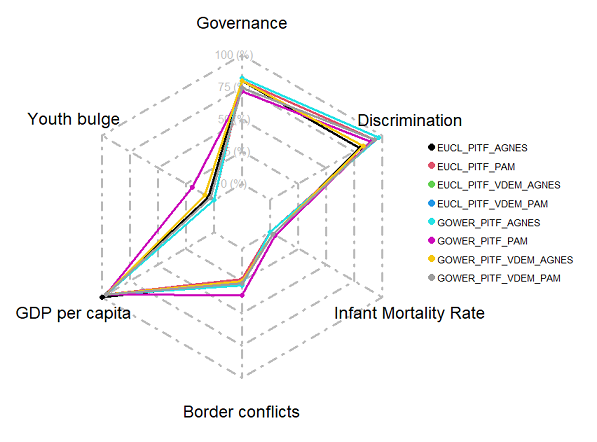 Governance
100 (%)
75 (%)
(%)
(%)
(%)
Youth bulge
Discrimination
EUCL_PITF_AGNES
EUCL_PITF_PAM
EUCL_PITF_VDEM_AGNES
EUCL_PITF_VDEM_PAM
GOWER_PITF_AGNES
GOWER_PITF_PAM
GOWER_PITF_VDEM_AGNES
GOWER_PITF_VDEM_PAM
GDP per capita
Infant Mortality Rate
Border conflicts